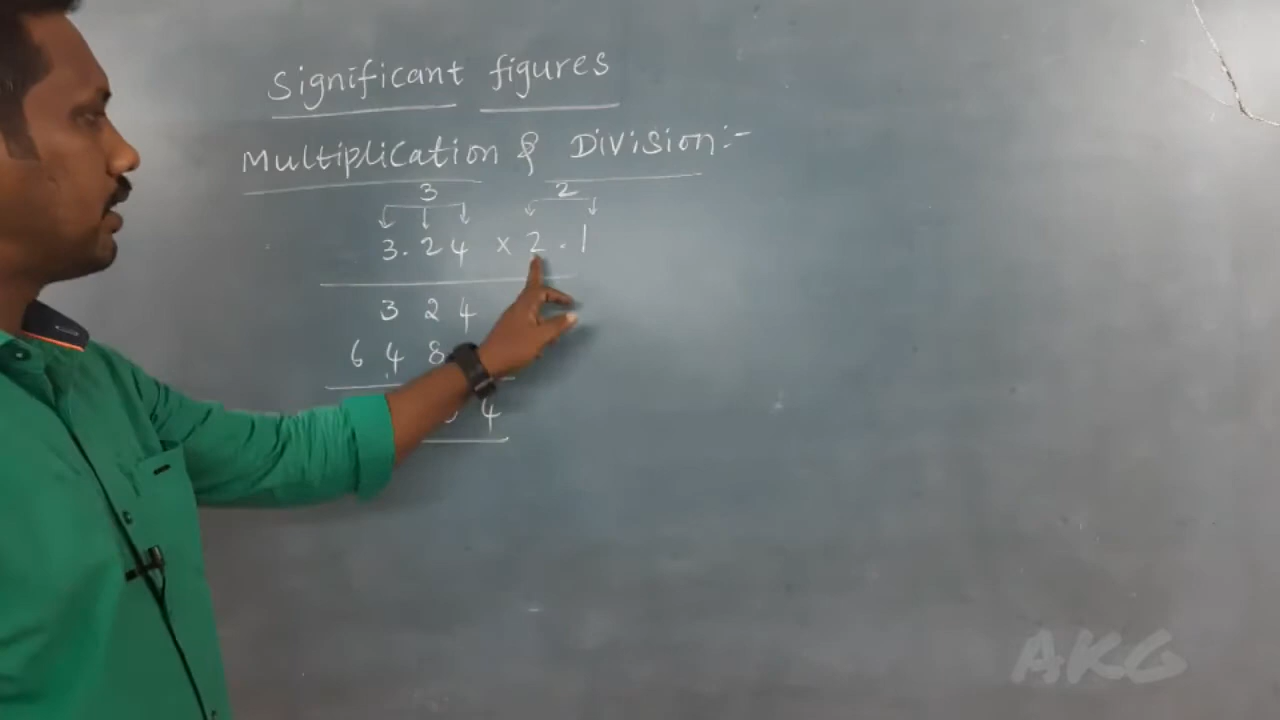 Significant figures
Multiplication & Division:-
3 2
3.24 x 2.1
3 2 4
6 4 8
4
AKG